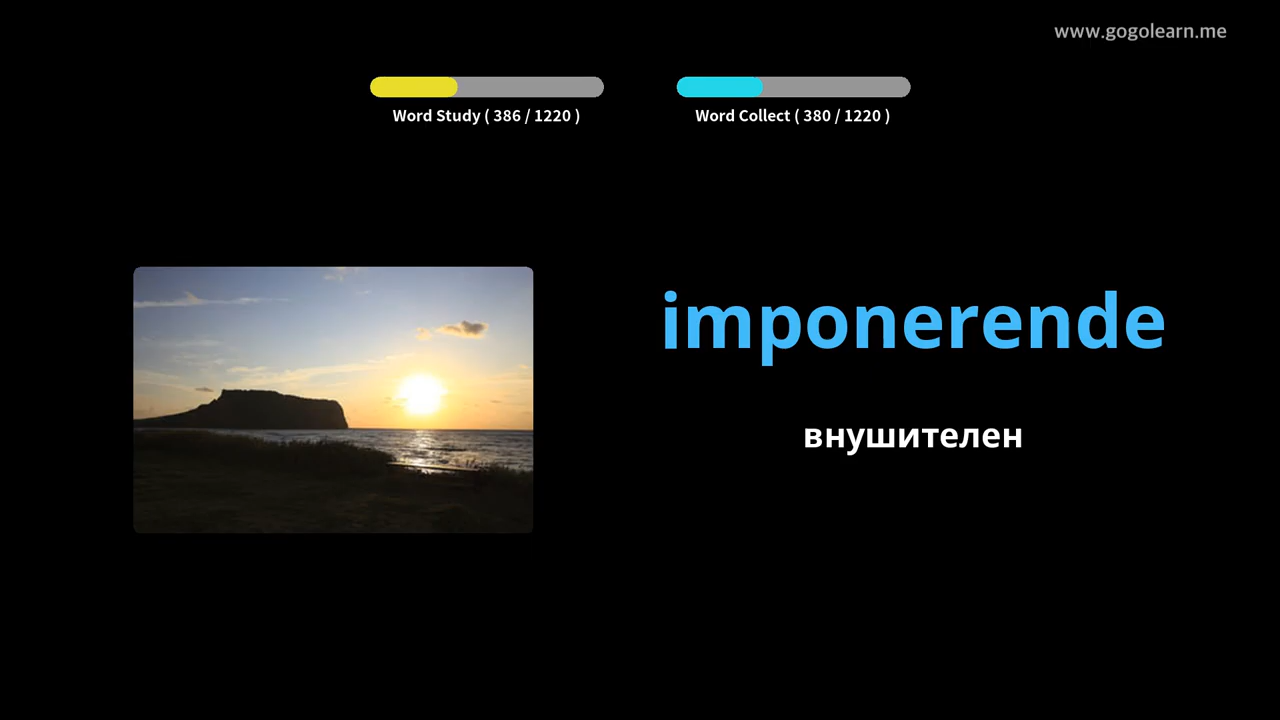 www.gogolearn.me
Word Study ( 386 / 1220 )
Word Collect ( 380 / 1220 )
imponerende
внушителен